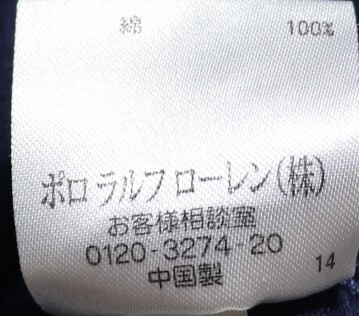 綿 100%
ポロ ラルフ ローレン(株)
お客様相談室
0120-3274-20
中国製 14